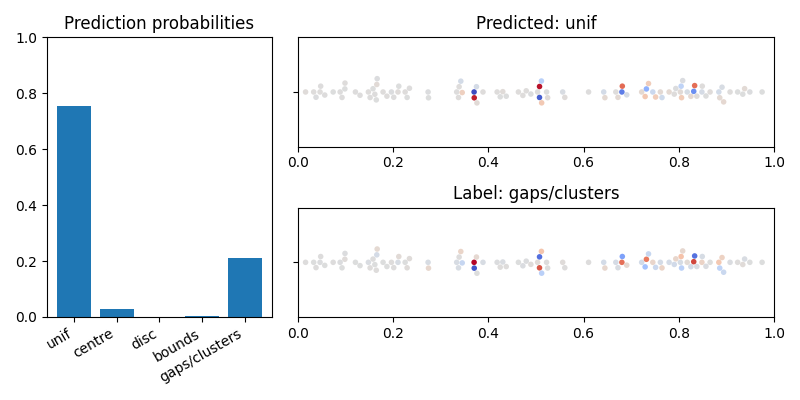 Prediction probabilities
1.0
0.8
0.6
0.4
0.2
0.0
unif
centre
disc
bounds
gaps/clusters
Predicted: unif
0.0 0.2 0.4 0.6 0.8 1.0
Label: gaps/clusters
0.0 0.2 0.4 0.6 0.8 1.0